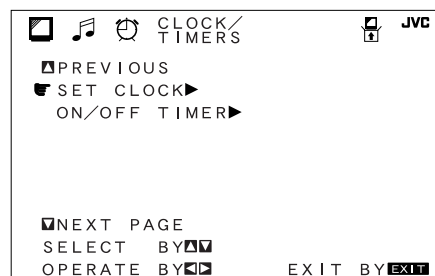 CLOCK/
TIMERS
JVC
PREVIOUS
SET CLOCK▶
ON/OFF TIMER▶
NEXT PAGE
SELECT BY▲▼
OPERATE BY◀▶ EXIT BY EXIT